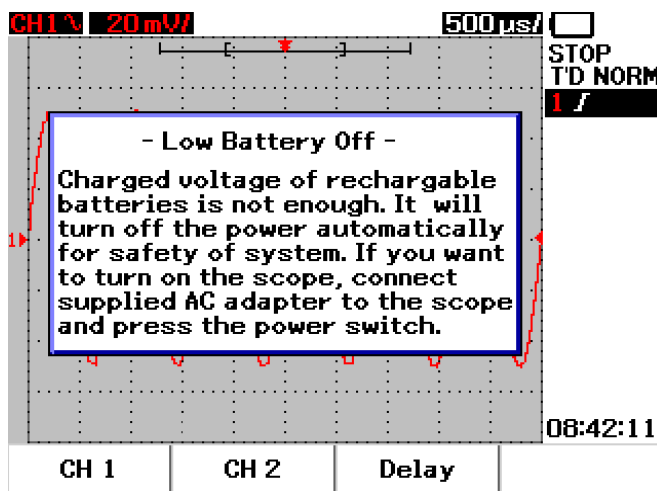 CH1 20 mV/ 500 µs/
STOP
T'D NORM
1
- Low Battery Off -
Charged voltage of rechargable
batteries is not enough. It will
turn off the power automatically
for safety of system. If you want
to turn on the scope, connect
supplied AC adapter to the scope
and press the power switch.
1
08:42:11
CH 1 CH 2 Delay